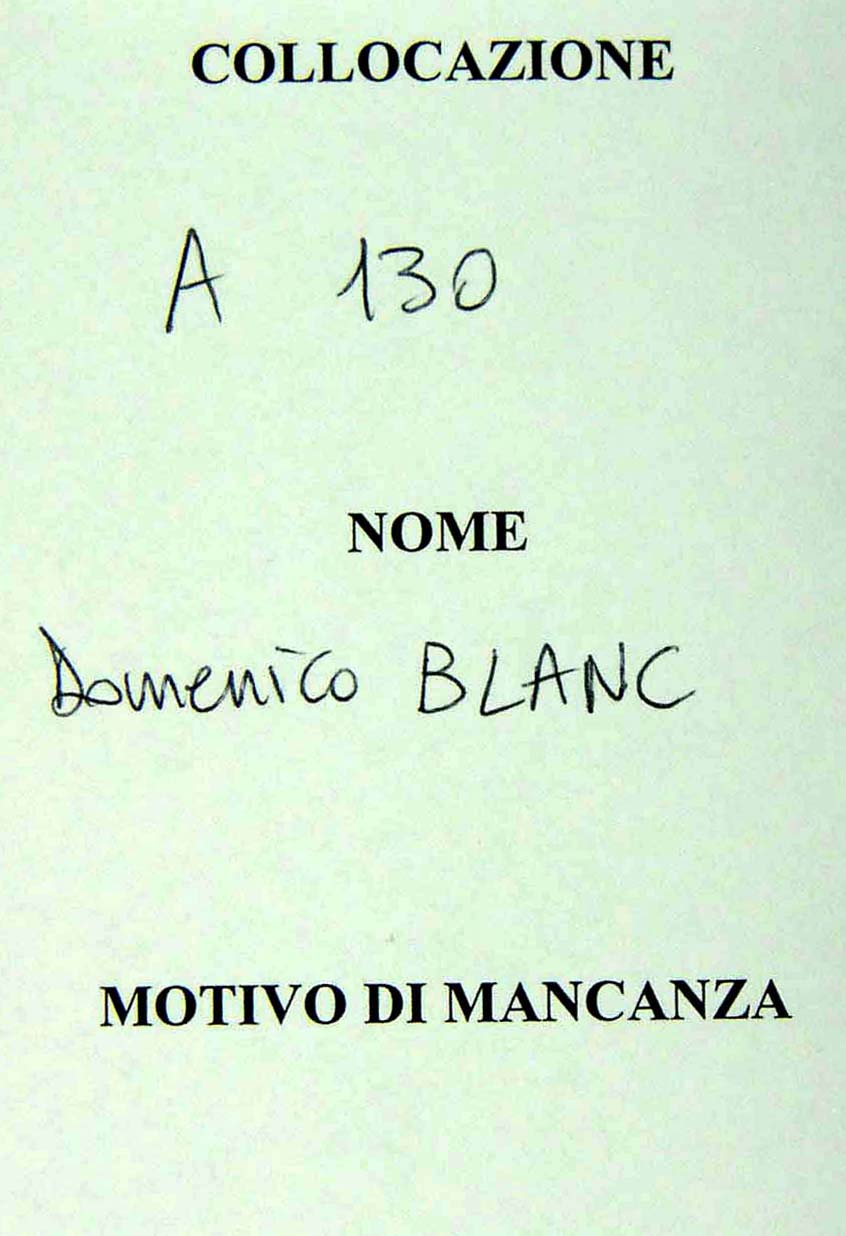 COLLOCAZIONE
A 130
NOME
Domenico BLANC
MOTIVO DI MANCANZA